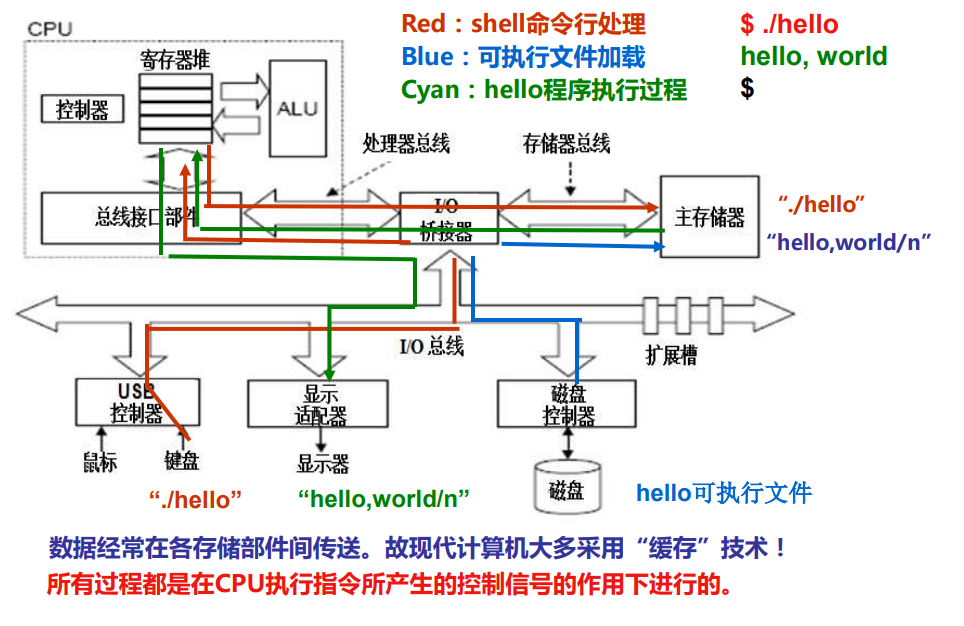 CPU
Red：shell命令行处理
$ ./hello
Blue：可执行文件加载
hello, world
Cyan：hello程序执行过程
$
寄存器堆
控制器
ALU
处理器总线
存储器总线
总线接口部件
I/O
桥接器
主存储器
“./hello”
“hello,world/n”
I/O 总线
扩展槽
USB
控制器
显示
适配器
磁盘
控制器
鼠标
键盘
显示器
磁盘
“./hello”
“hello,world/n”
hello可执行文件
数据经常在各存储部件间传送。故现代计算机大多采用“缓存”技术！
所有过程都是在CPU执行指令所产生的控制信号的作用下进行的。